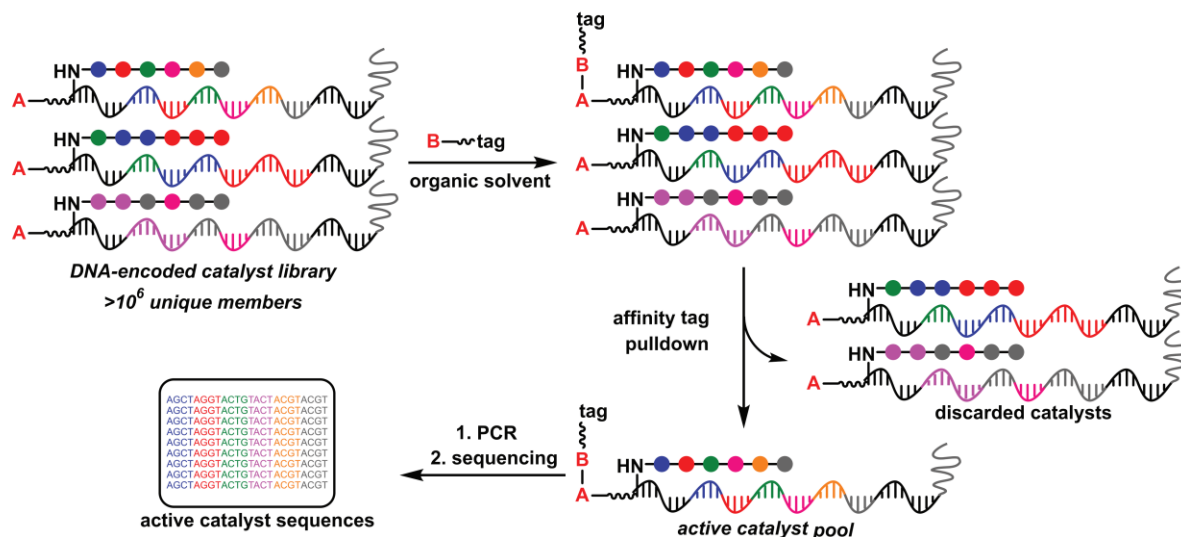 HN
A
HN
A
HN
A
DNA-encoded catalyst library
>10⁶ unique members
B tag
organic solvent
tag
B
A
HN
HN
A
HN
A
affinity tag
pulldown
HN
A
HN
A
discarded catalysts
tag
B
A
HN
active catalyst pool
1. PCR
2. sequencing
AGCTAGGTACTGTACTACGTACGT
AGCTAGGTACTGTACTACGTACGT
AGCTAGGTACTGTACTACGTACGT
AGCTAGGTACTGTACTACGTACGT
AGCTAGGTACTGTACTACGTACGT
AGCTAGGTACTGTACTACGTACGT
AGCTAGGTACTGTACTACGTACGT
AGCTAGGTACTGTACTACGTACGT
AGCTAGGTACTGTACTACGTACGT
active catalyst sequences